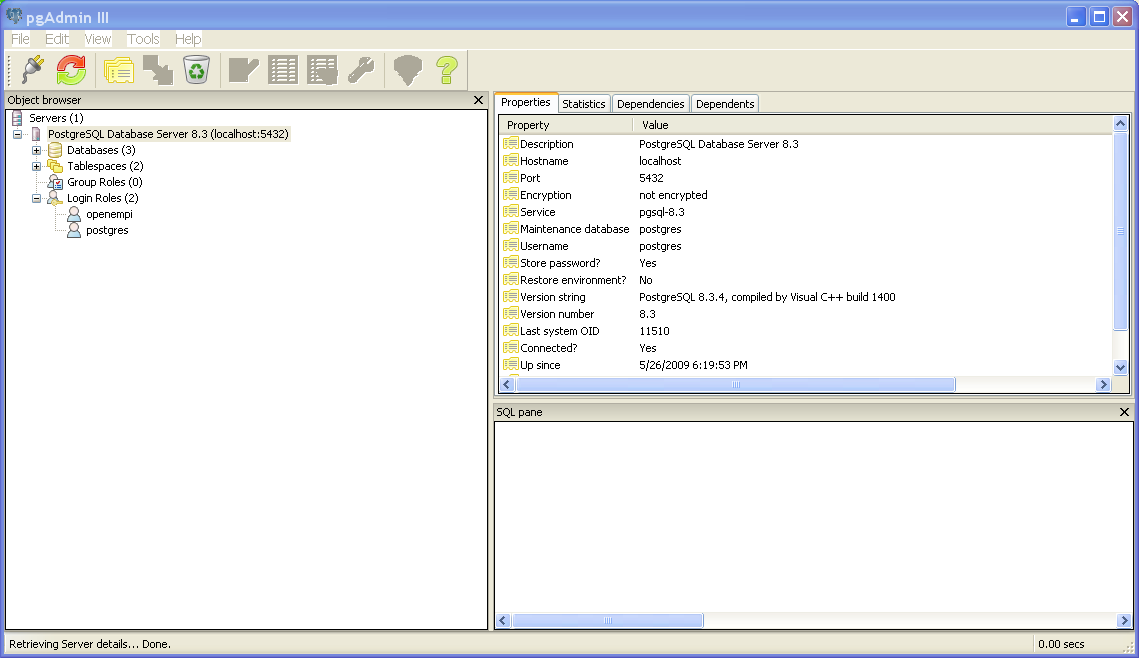 pgAdmin III
File Edit View Tools Help
Object browser
Servers (1)
PostgreSQL Database Server 8.3 (localhost:5432)
Databases (3)
Tablespaces (2)
Group Roles (0)
Login Roles (2)
openempi
postgres
Properties Statistics Dependencies Dependents
Property Value
Description PostgreSQL Database Server 8.3
Hostname localhost
Port 5432
Encryption not encrypted
Service pgsql-8.3
Maintenance database postgres
Username postgres
Store password? Yes
Restore environment? No
Version string PostgreSQL 8.3.4, compiled by Visual C++ build 1400
Version number 8.3
Last system OID 11510
Connected? Yes
Up since 5/26/2009 6:19:53 PM
SQL pane
Retrieving Server details... Done. 0.00 secs